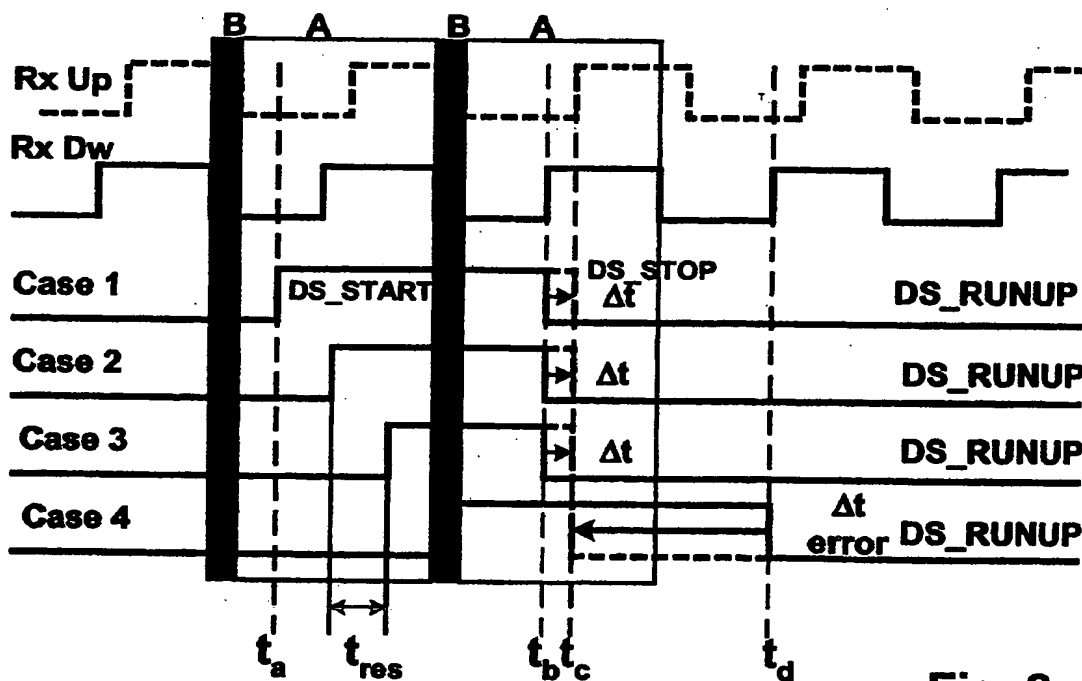 B A B A
Rx Up
Rx Dw
DS_STOP
Case 1 DS_START Δt DS_RUNUP
Case 2 Δt DS_RUNUP
Case 3 Δt DS_RUNUP
Case 4 Δt
error DS_RUNUP
ta tres tb tc td